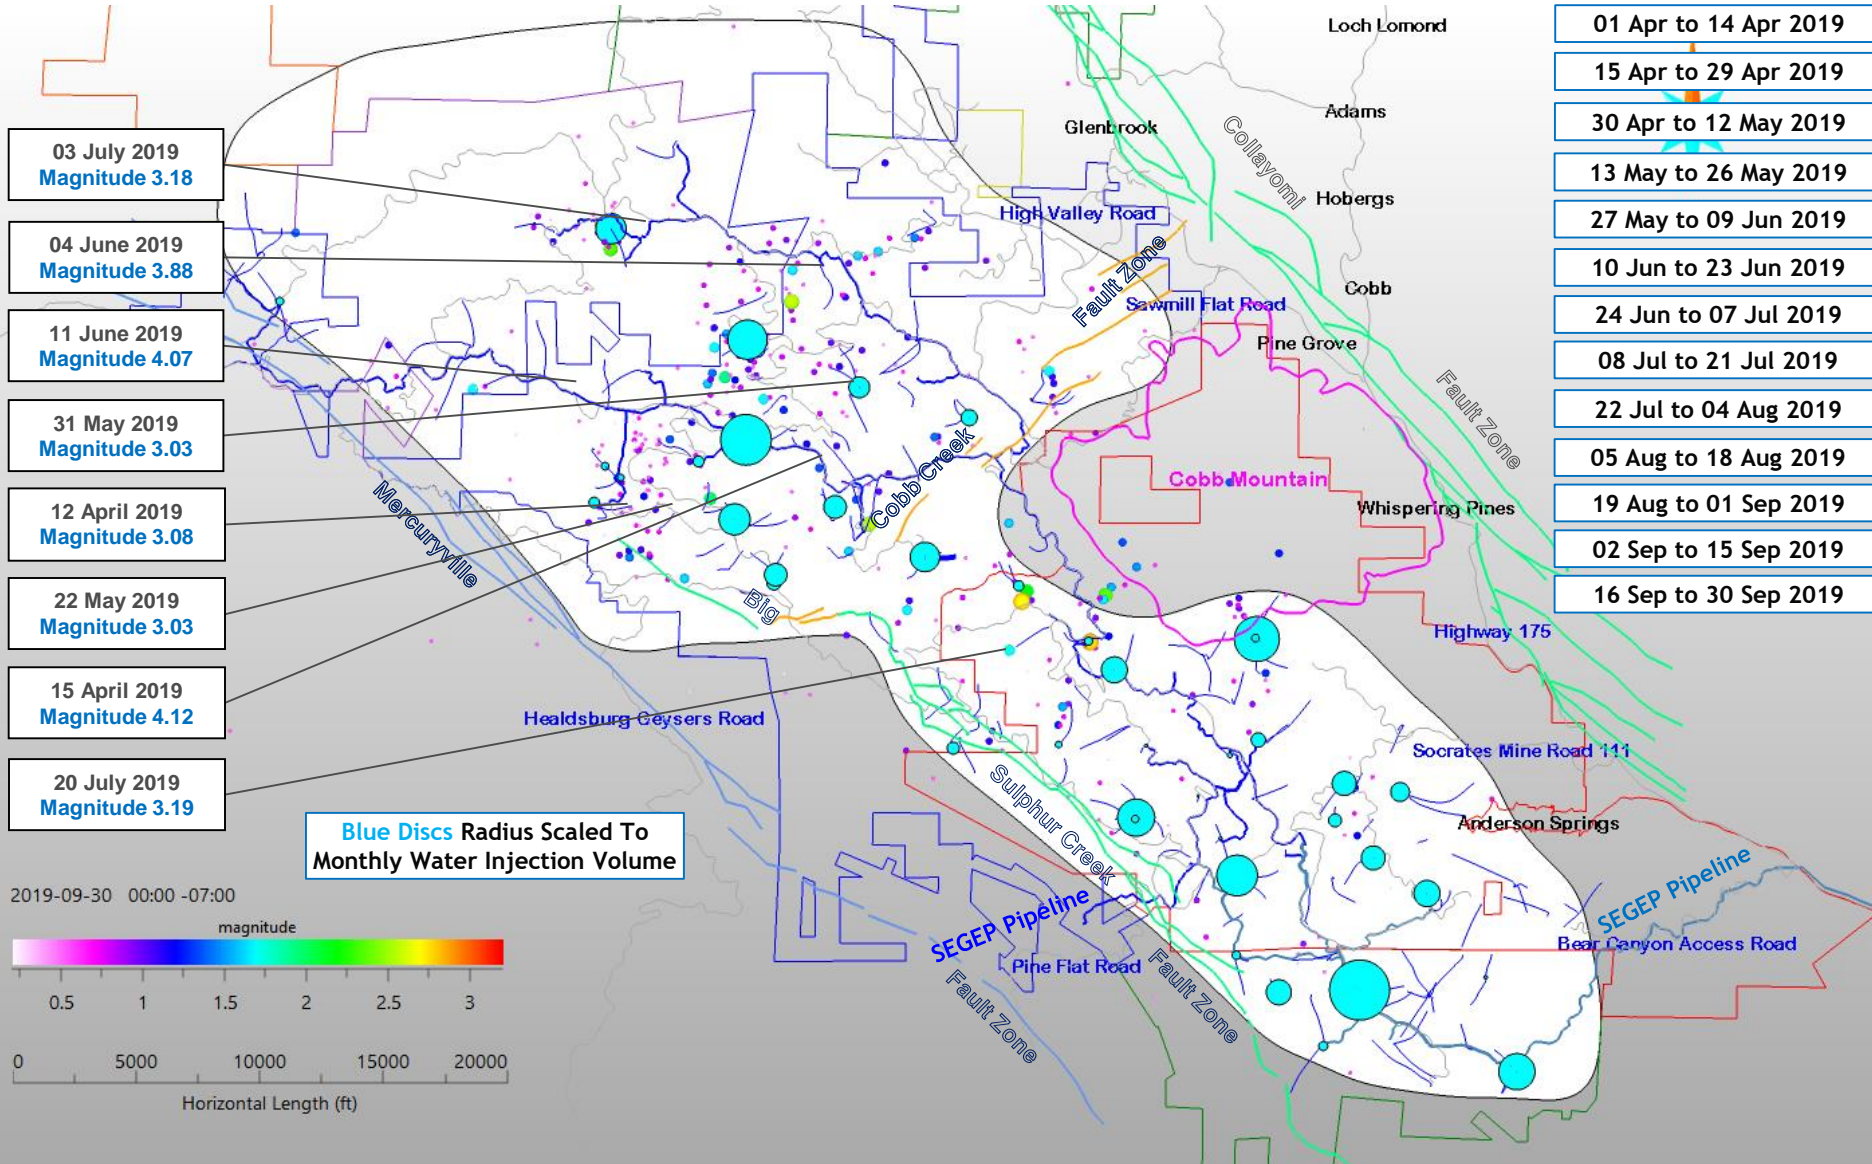 Loch Lomond
Adams
Glenbrook
Collayomi
Hobergs
High Valley Road
Fault Zone
Cobb
Sawmill Flat Road
Pine Grove
Fault Zone
Cobb Mountain
Whispering Pines
Cobb Creek
Mercuryville
Big
Highway 175
Healdsburg Geysers Road
Socrates Mine Road 111
Sulphur Creek
Anderson Springs
SEGEP Pipeline
SEGEP Pipeline
Bear Canyon Access Road
Pine Flat Road
Fault Zone
Fault Zone
03 July 2019
Magnitude 3.18
04 June 2019
Magnitude 3.88
11 June 2019
Magnitude 4.07
31 May 2019
Magnitude 3.03
12 April 2019
Magnitude 3.08
22 May 2019
Magnitude 3.03
15 April 2019
Magnitude 4.12
20 July 2019
Magnitude 3.19
01 Apr to 14 Apr 2019
15 Apr to 29 Apr 2019
30 Apr to 12 May 2019
13 May to 26 May 2019
27 May to 09 Jun 2019
10 Jun to 23 Jun 2019
24 Jun to 07 Jul 2019
08 Jul to 21 Jul 2019
22 Jul to 04 Aug 2019
05 Aug to 18 Aug 2019
19 Aug to 01 Sep 2019
02 Sep to 15 Sep 2019
16 Sep to 30 Sep 2019
Blue Discs Radius Scaled To
Monthly Water Injection Volume
2019-09-30 00:00 -07:00
magnitude
0.5 1 1.5 2 2.5 3
0 5000 10000 15000 20000
Horizontal Length (ft)